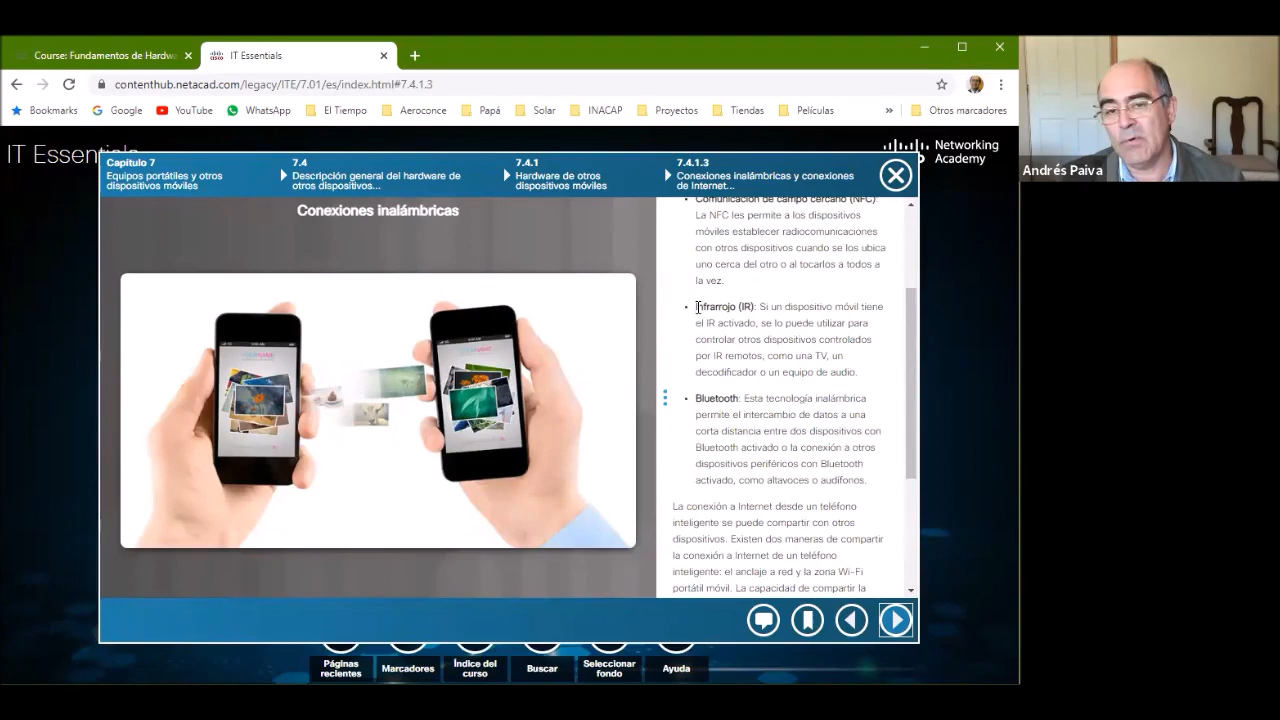 Course: Fundamentos de Hardwa
IT Essentials
contenthub.netacad.com/legacy/ITE/7.01/es/index.html#7.4.1.3
Bookmarks Google YouTube WhatsApp El Tiempo Aeroconce Papá Solar INACAP Proyectos Tiendas Películas » Otros marcadores
IT Essentials
Networking
Academy
Andrés Paiva
Capítulo 7
Equipos portátiles y otros
dispositivos móviles
7.4
Descripción general del hardware de
otros dispositivos...
7.4.1
Hardware de otros
dispositivos móviles
7.4.1.3
Conexiones inalámbricas y conexiones
de Internet...
Conexiones inalámbricas
Comunicación de campo cercano (NFC):
La NFC les permite a los dispositivos
móviles establecer radiocomunicaciones
con otros dispositivos cuando se los ubica
uno cerca del otro o al tocarlos a todos a
la vez.
• Infrarrojo (IR): Si un dispositivo móvil tiene
el IR activado, se lo puede utilizar para
controlar otros dispositivos controlados
por IR remotos, como una TV, un
decodificador o un equipo de audio.
• Bluetooth: Esta tecnología inalámbrica
permite el intercambio de datos a una
corta distancia entre dos dispositivos con
Bluetooth activado o la conexión a otros
dispositivos periféricos con Bluetooth
activado, como altavoces o audífonos.
La conexión a Internet desde un teléfono
inteligente se puede compartir con otros
dispositivos. Existen dos maneras de compartir
la conexión a Internet de un teléfono
inteligente: el anclaje a red y la zona Wi-Fi
portátil móvil. La capacidad de compartir la
Páginas
recientes
Marcadores
Índice del
curso
Buscar
Seleccionar
fondo
Ayuda